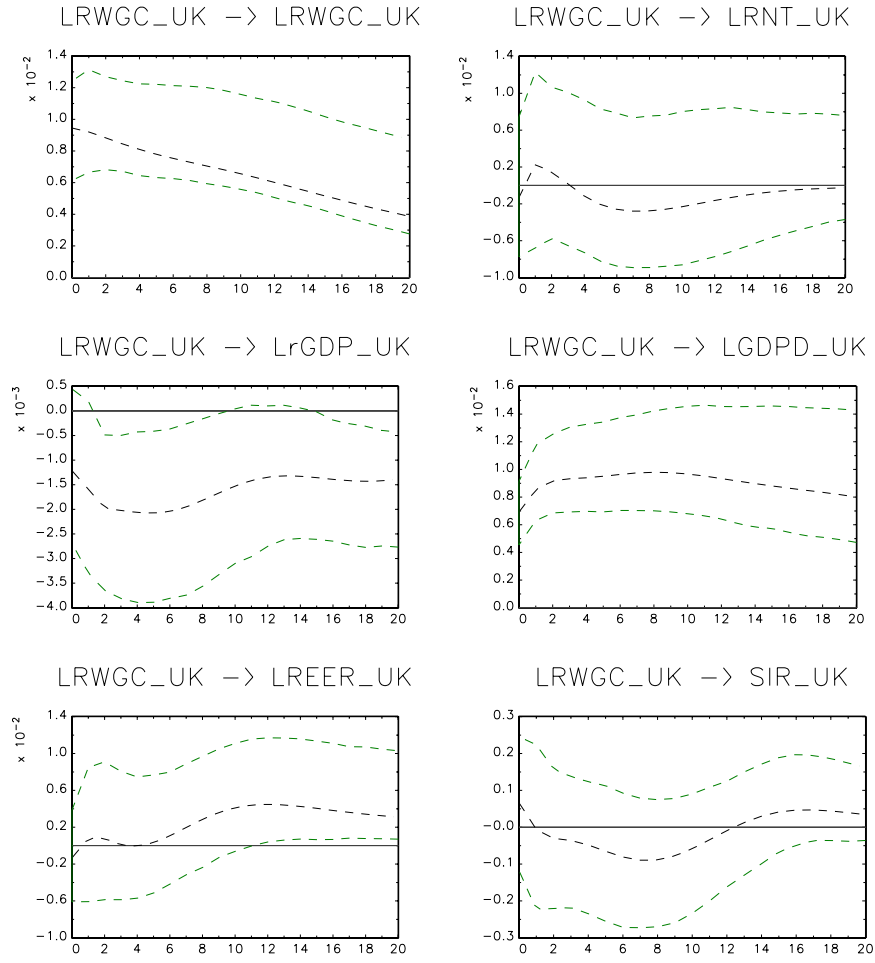 LRWGC_UK -> LRWGC_UK
LRWGC_UK -> LRNT_UK
x 10^-2
1.4
1.2
1.0
0.8
0.6
0.4
0.2
0.0
0 2 4 6 8 10 12 14 16 18 20
x 10^-2
1.4
1.0
0.6
0.2
-0.2
-0.6
-1.0
0 2 4 6 8 10 12 14 16 18 20
LRWGC_UK -> LrGDP_UK
LRWGC_UK -> LGDPD_UK
x 10^-3
0.5
0.0
-0.5
-1.0
-1.5
-2.0
-2.5
-3.0
-3.5
-4.0
0 2 4 6 8 10 12 14 16 18 20
x 10^-2
1.6
1.4
1.2
1.0
0.8
0.6
0.4
0.2
0.0
0 2 4 6 8 10 12 14 16 18 20
LRWGC_UK -> LREER_UK
LRWGC_UK -> SIR_UK
x 10^-2
1.4
1.0
0.6
0.2
-0.2
-0.6
-1.0
0 2 4 6 8 10 12 14 16 18 20
0.3
0.2
0.1
-0.0
-0.1
-0.2
-0.3
0 2 4 6 8 10 12 14 16 18 20